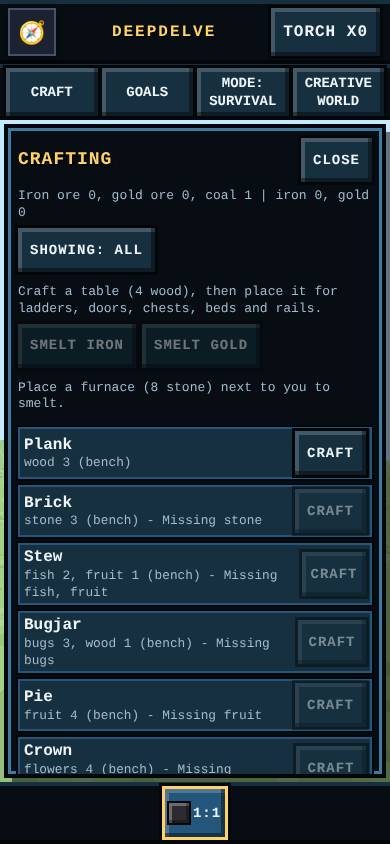 DEEPDELVE
TORCH X0
CRAFT
GOALS
MODE:
SURVIVAL
CREATIVE
WORLD
CRAFTING
CLOSE
Iron ore 0, gold ore 0, coal 1 | iron 0, gold
0
SHOWING: ALL
Craft a table (4 wood), then place it for
ladders, doors, chests, beds and rails.
SMELT IRON
SMELT GOLD
Place a furnace (8 stone) next to you to
smelt.
Plank
wood 3 (bench)
CRAFT
Brick
stone 3 (bench) - Missing stone
CRAFT
Stew
fish 2, fruit 1 (bench) - Missing
fish, fruit
CRAFT
Bugjar
bugs 3, wood 1 (bench) - Missing
bugs
CRAFT
Pie
fruit 4 (bench) - Missing fruit
CRAFT
Crown
flowers 4 (bench) - Missing
CRAFT
1:1